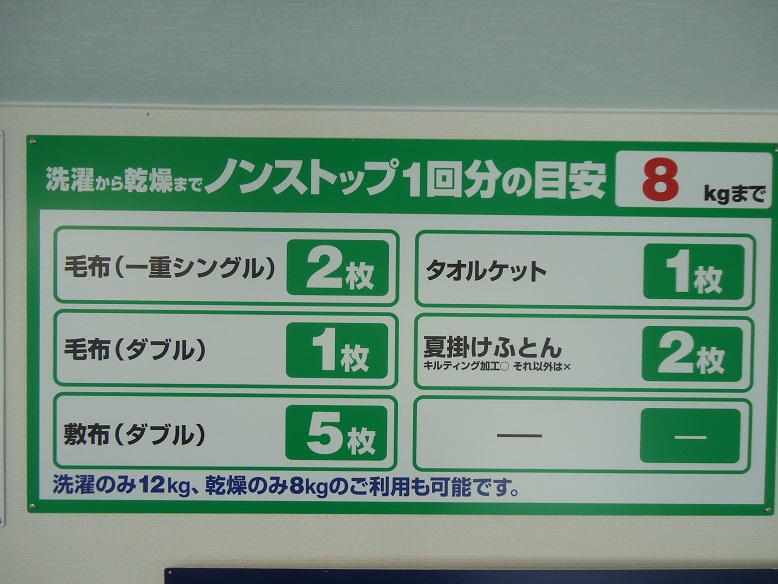 洗濯から乾燥までノンストップ1回分の目安 8 kgまで
毛布(一重シングル) 2枚
タオルケット 1枚
毛布(ダブル) 1枚
夏掛けふとん 2枚
キルティング加工○ それ以外は×
敷布(ダブル) 5枚
— —
洗濯のみ12kg、乾燥のみ8kgのご利用も可能です。